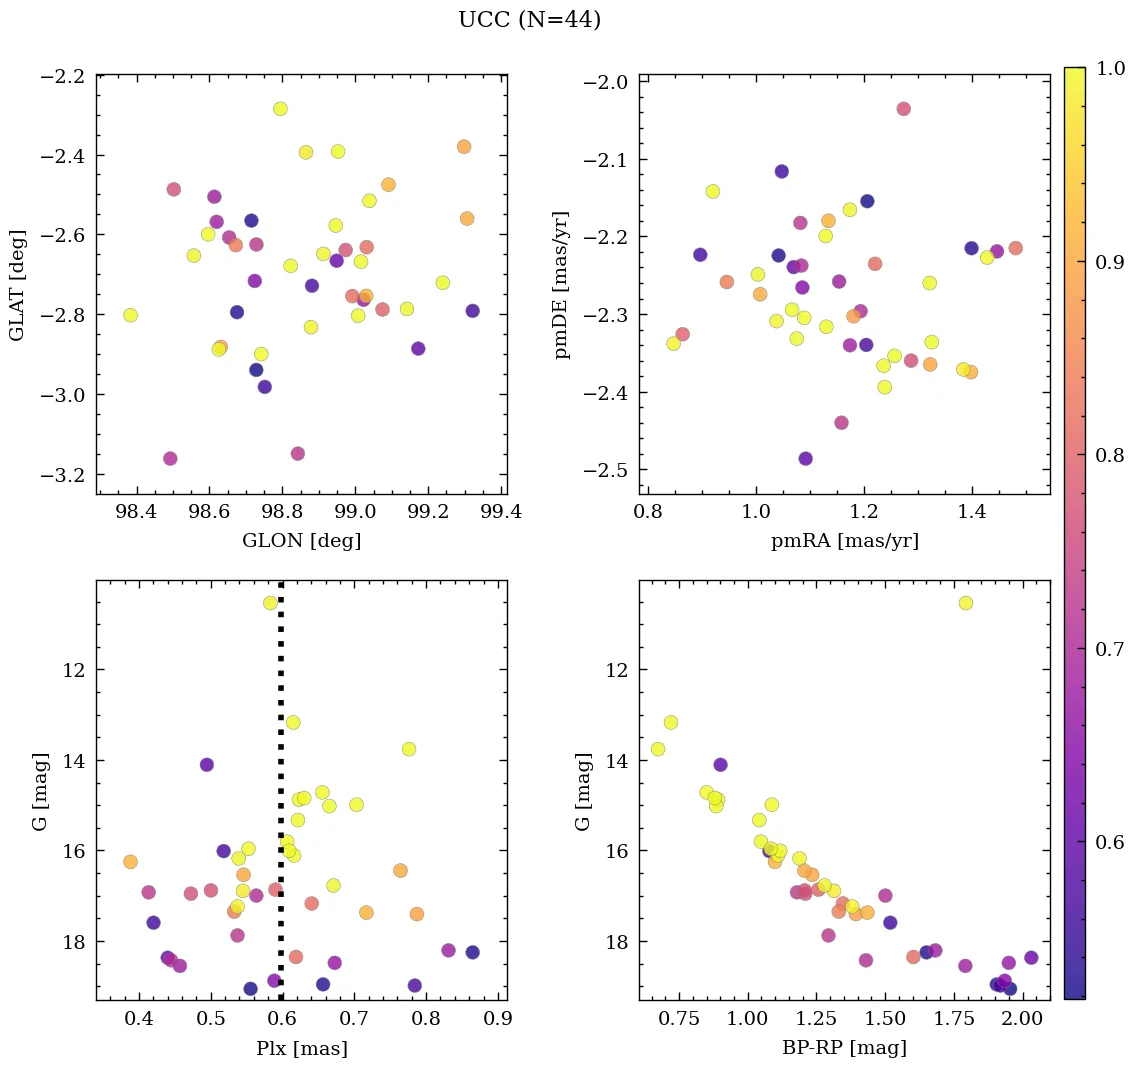 UCC (N=44)
−2.2
−2.4
−2.6
−2.8
−3.0
−3.2
GLAT [deg]
98.4 98.6 98.8 99.0 99.2 99.4
GLON [deg]
−2.0
−2.1
−2.2
−2.3
−2.4
−2.5
pmDE [mas/yr]
0.8 1.0 1.2 1.4
pmRA [mas/yr]
1.0
0.9
0.8
0.7
0.6
12
14
16
18
G [mag]
0.4 0.5 0.6 0.7 0.8 0.9
Plx [mas]
12
14
16
18
G [mag]
0.75 1.00 1.25 1.50 1.75 2.00
BP-RP [mag]